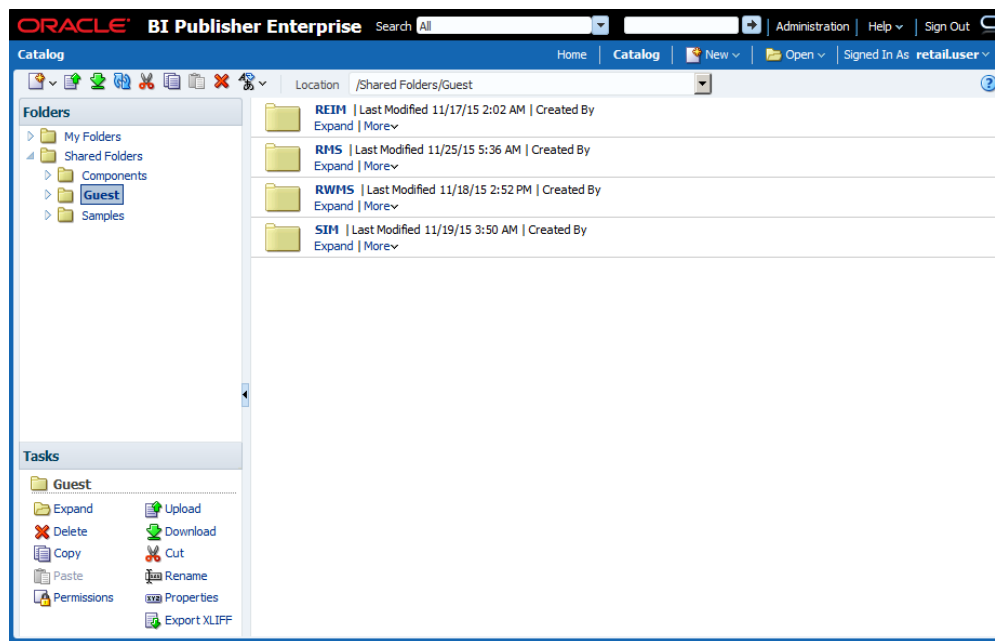 ORACLE BI Publisher Enterprise Search All Administration Help Sign Out
Catalog Home Catalog New Open Signed In As retail.user
Location /Shared Folders/Guest
Folders
My Folders
Shared Folders
Components
Guest
Samples
REIM | Last Modified 11/17/15 2:02 AM | Created By
Expand | More
RMS | Last Modified 11/25/15 5:36 AM | Created By
Expand | More
RWMS | Last Modified 11/18/15 2:52 PM | Created By
Expand | More
SIM | Last Modified 11/19/15 3:50 AM | Created By
Expand | More
Tasks
Guest
Expand Upload
Delete Download
Copy Cut
Paste Rename
Permissions Properties
Export XLIFF